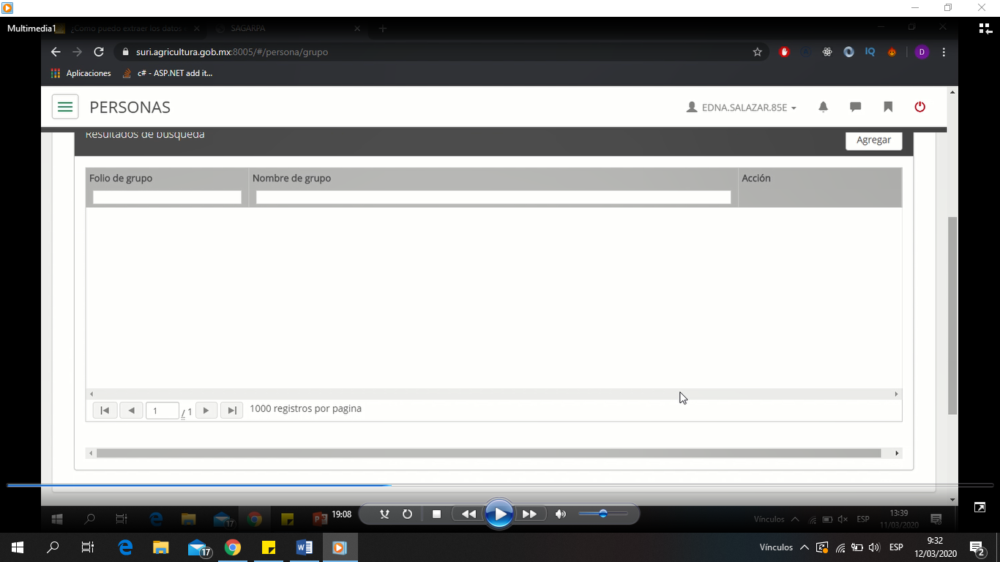 Multimedia1
¿Como puedo extraer los datos
SAGARPA
suri.agricultura.gob.mx:8005/#/persona/grupo
IQ
D
Aplicaciones
c# - ASP.NET add it...
PERSONAS
EDNA.SALAZAR.85E
Resultados de busqueda
Agregar
Folio de grupo
Nombre de grupo
Acción
1
/ 1
1000 registros por pagina
17
19:08
Vínculos
ESP
13:39
11/03/2020
17
Vínculos
ESP
9:32
12/03/2020
2